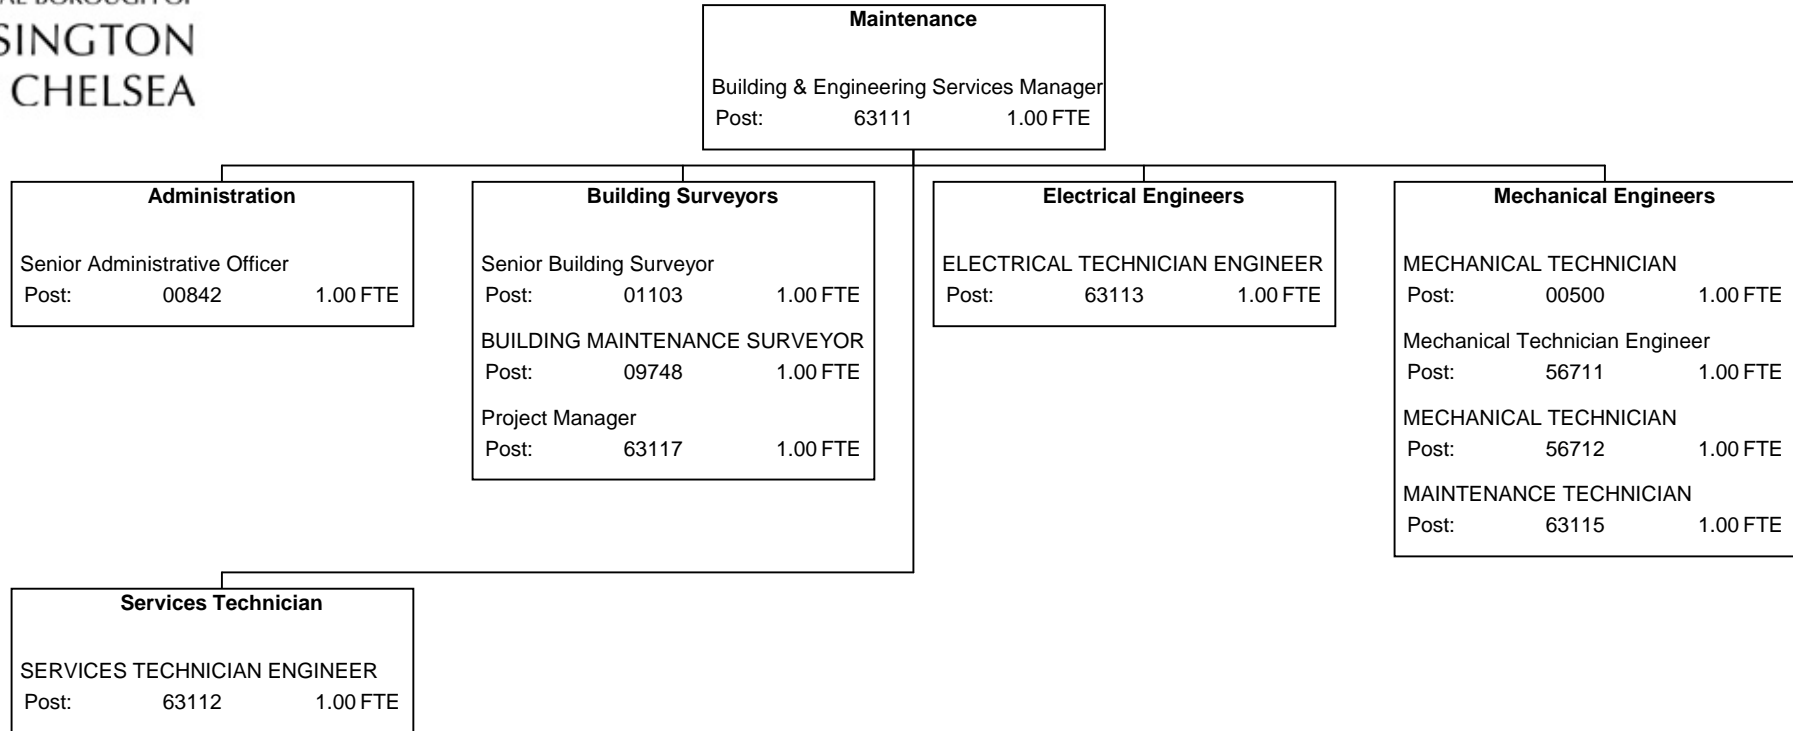 SINGTON
CHELSEA
Maintenance
Building & Engineering Services Manager
Post: 63111 1.00 FTE
Administration
Senior Administrative Officer
Post: 00842 1.00 FTE
Building Surveyors
Senior Building Surveyor
Post: 01103 1.00 FTE
BUILDING MAINTENANCE SURVEYOR
Post: 09748 1.00 FTE
Project Manager
Post: 63117 1.00 FTE
Electrical Engineers
ELECTRICAL TECHNICIAN ENGINEER
Post: 63113 1.00 FTE
Mechanical Engineers
MECHANICAL TECHNICIAN
Post: 00500 1.00 FTE
Mechanical Technician Engineer
Post: 56711 1.00 FTE
MECHANICAL TECHNICIAN
Post: 56712 1.00 FTE
MAINTENANCE TECHNICIAN
Post: 63115 1.00 FTE
Services Technician
SERVICES TECHNICIAN ENGINEER
Post: 63112 1.00 FTE